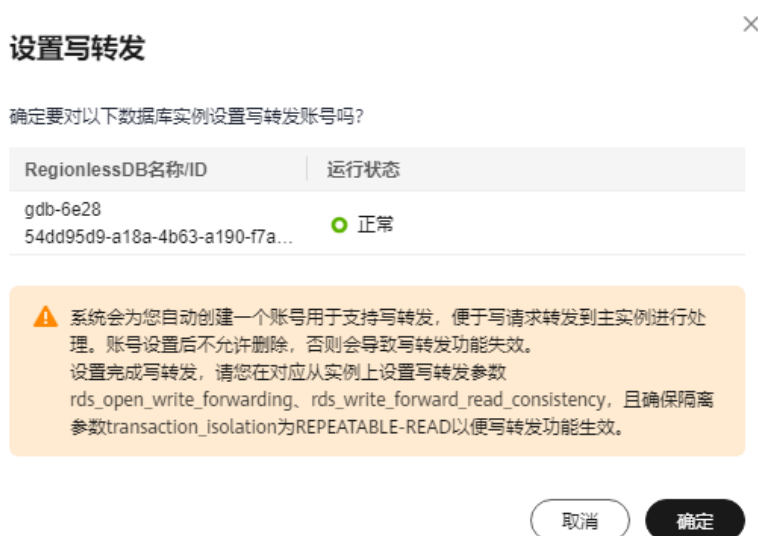 设置写转发
确定要对以下数据库实例设置写转发账号吗？
RegionlessDB名称/ID 运行状态
gdb-6e28
54dd95d9-a18a-4b63-a190-f7a...
正常
系统会为您自动创建一个账号用于支持写转发，便于写请求转发到主实例进行处
理。账号设置后不允许删除，否则会导致写转发功能失效。
设置完成写转发，请您在对应从实例上设置写转发参数
rds_open_write_forwarding、rds_write_forward_read_consistency，且确保隔离
参数transaction_isolation为REPEATABLE-READ以便写转发功能生效。
取消 确定